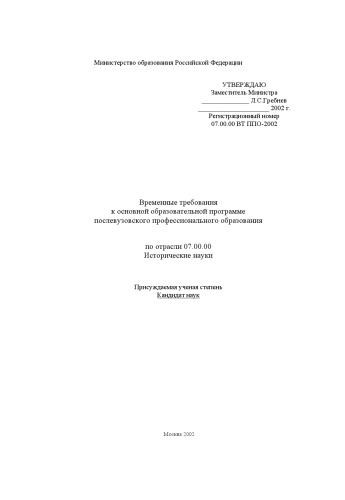 Министерство образования Российской Федерации
УТВЕРЖДАЮ
Заместитель Министра
______________ Л.С.Гребнев
_____________________ 2002 г.
Регистрационный номер
07.00.00 ВТ ППО-2002
Временные требования
к основной образовательной программе
послевузовского профессионального образования
по отрасли 07.00.00
Исторические науки
Присуждаемая ученая степень
Кандидат наук
Москва 2002